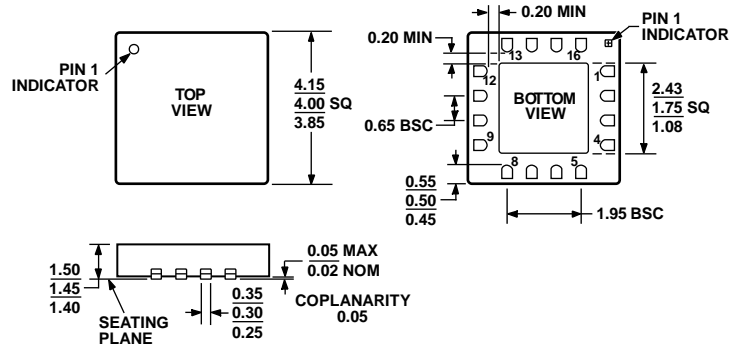 PIN 1
INDICATOR
TOP
VIEW
4.15
4.00 SQ
3.85
0.20 MIN
0.20 MIN
PIN 1
INDICATOR
13
16
12
1
BOTTOM
VIEW
2.43
1.75 SQ
1.08
0.65 BSC
9
4
8
5
0.55
0.50
0.45
1.95 BSC
1.50
1.45
1.40
SEATING
PLANE
0.35
0.30
0.25
0.05 MAX
0.02 NOM
COPLANARITY
0.05